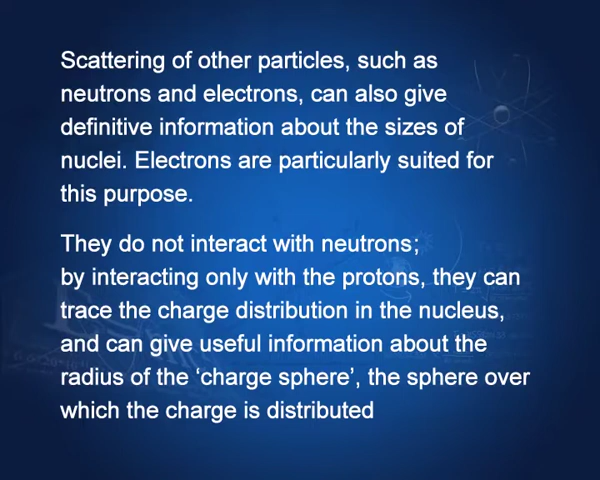 Scattering of other particles, such as
neutrons and electrons, can also give
definitive information about the sizes of
nuclei. Electrons are particularly suited for
this purpose.
They do not interact with neutrons;
by interacting only with the protons, they can
trace the charge distribution in the nucleus,
and can give useful information about the
radius of the ‘charge sphere’, the sphere over
which the charge is distributed